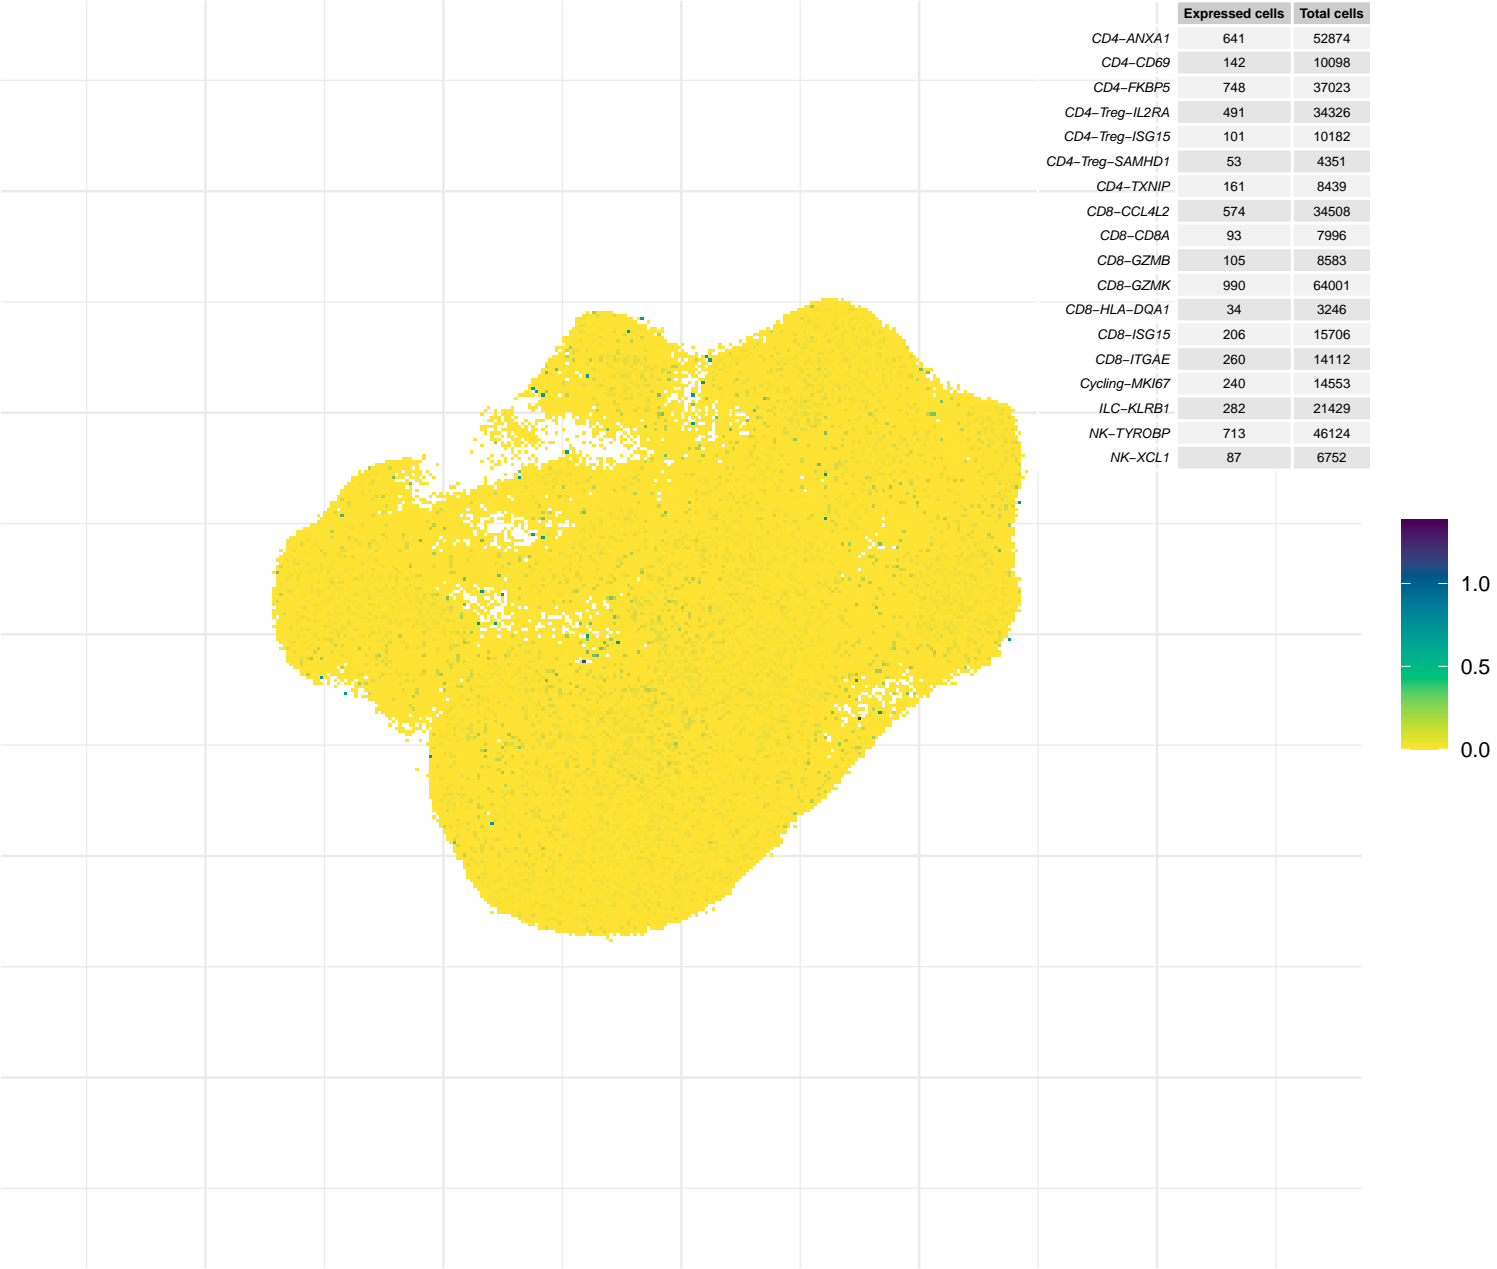 Expressed cells Total cells
CD4−ANXA1 641 52874
CD4−CD69 142 10098
CD4−FKBP5 748 37023
CD4−Treg−IL2RA 491 34326
CD4−Treg−ISG15 101 10182
CD4−Treg−SAMHD1 53 4351
CD4−TXNIP 161 8439
CD8−CCL4L2 574 34508
CD8−CD8A 93 7996
CD8−GZMB 105 8583
CD8−GZMK 990 64001
CD8−HLA−DQA1 34 3246
CD8−ISG15 206 15706
CD8−ITGAE 260 14112
Cycling−MKI67 240 14553
ILC−KLRB1 282 21429
NK−TYROBP 713 46124
NK−XCL1 87 6752
1.0
0.5
0.0